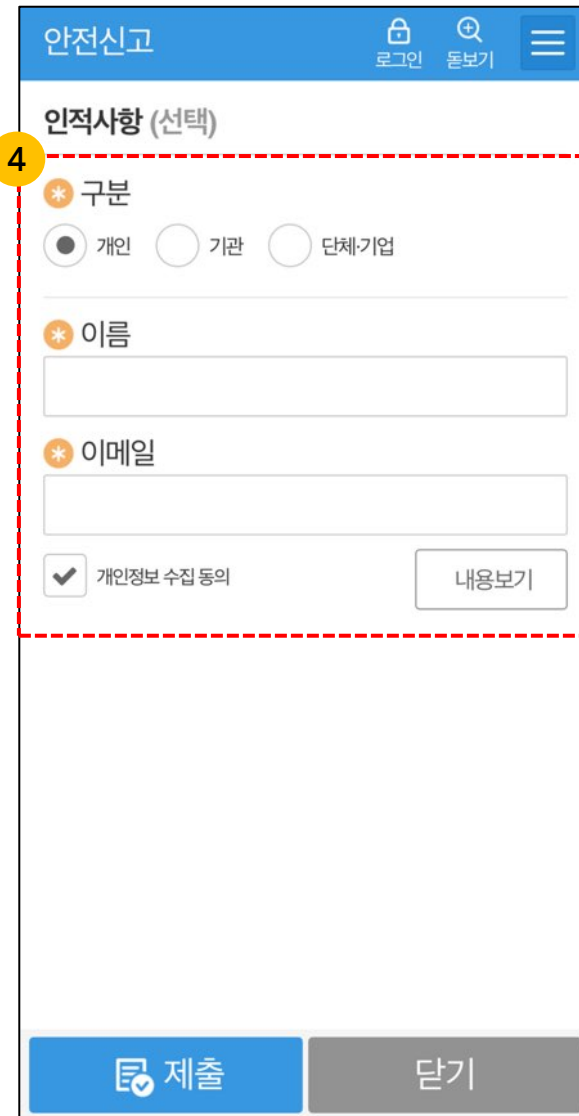 안전신고
로그인 돋보기
인적사항 (선택)
4
* 구분
개인 기관 단체·기업
* 이름
* 이메일
개인정보 수집 동의 내용보기
제출 닫기